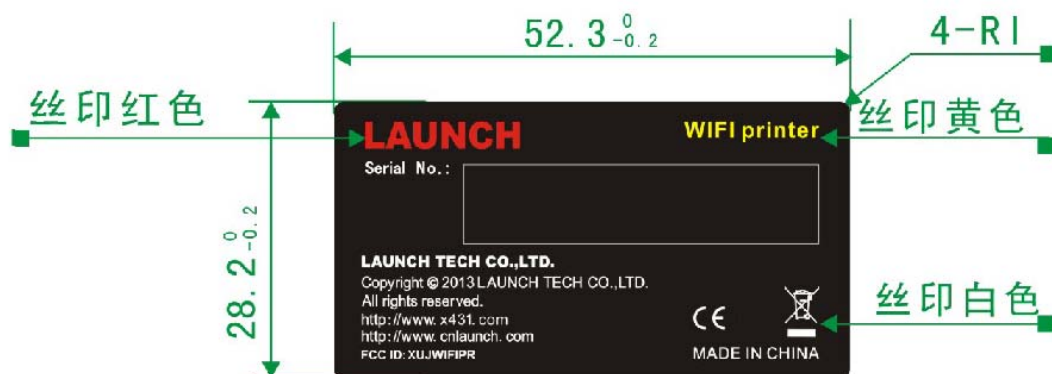 52.3 0 -0.2
4-R1
丝印红色
LAUNCH
WIFI printer
丝印黄色
Serial No.:
28.2 0 -0.2
LAUNCH TECH CO.,LTD.
Copyright © 2013 LAUNCH TECH CO.,LTD.
All rights reserved.
http://www.x431.com
http://www.cnlaunch.com
FCC ID: XUJWIFIPR
CE
丝印白色
MADE IN CHINA